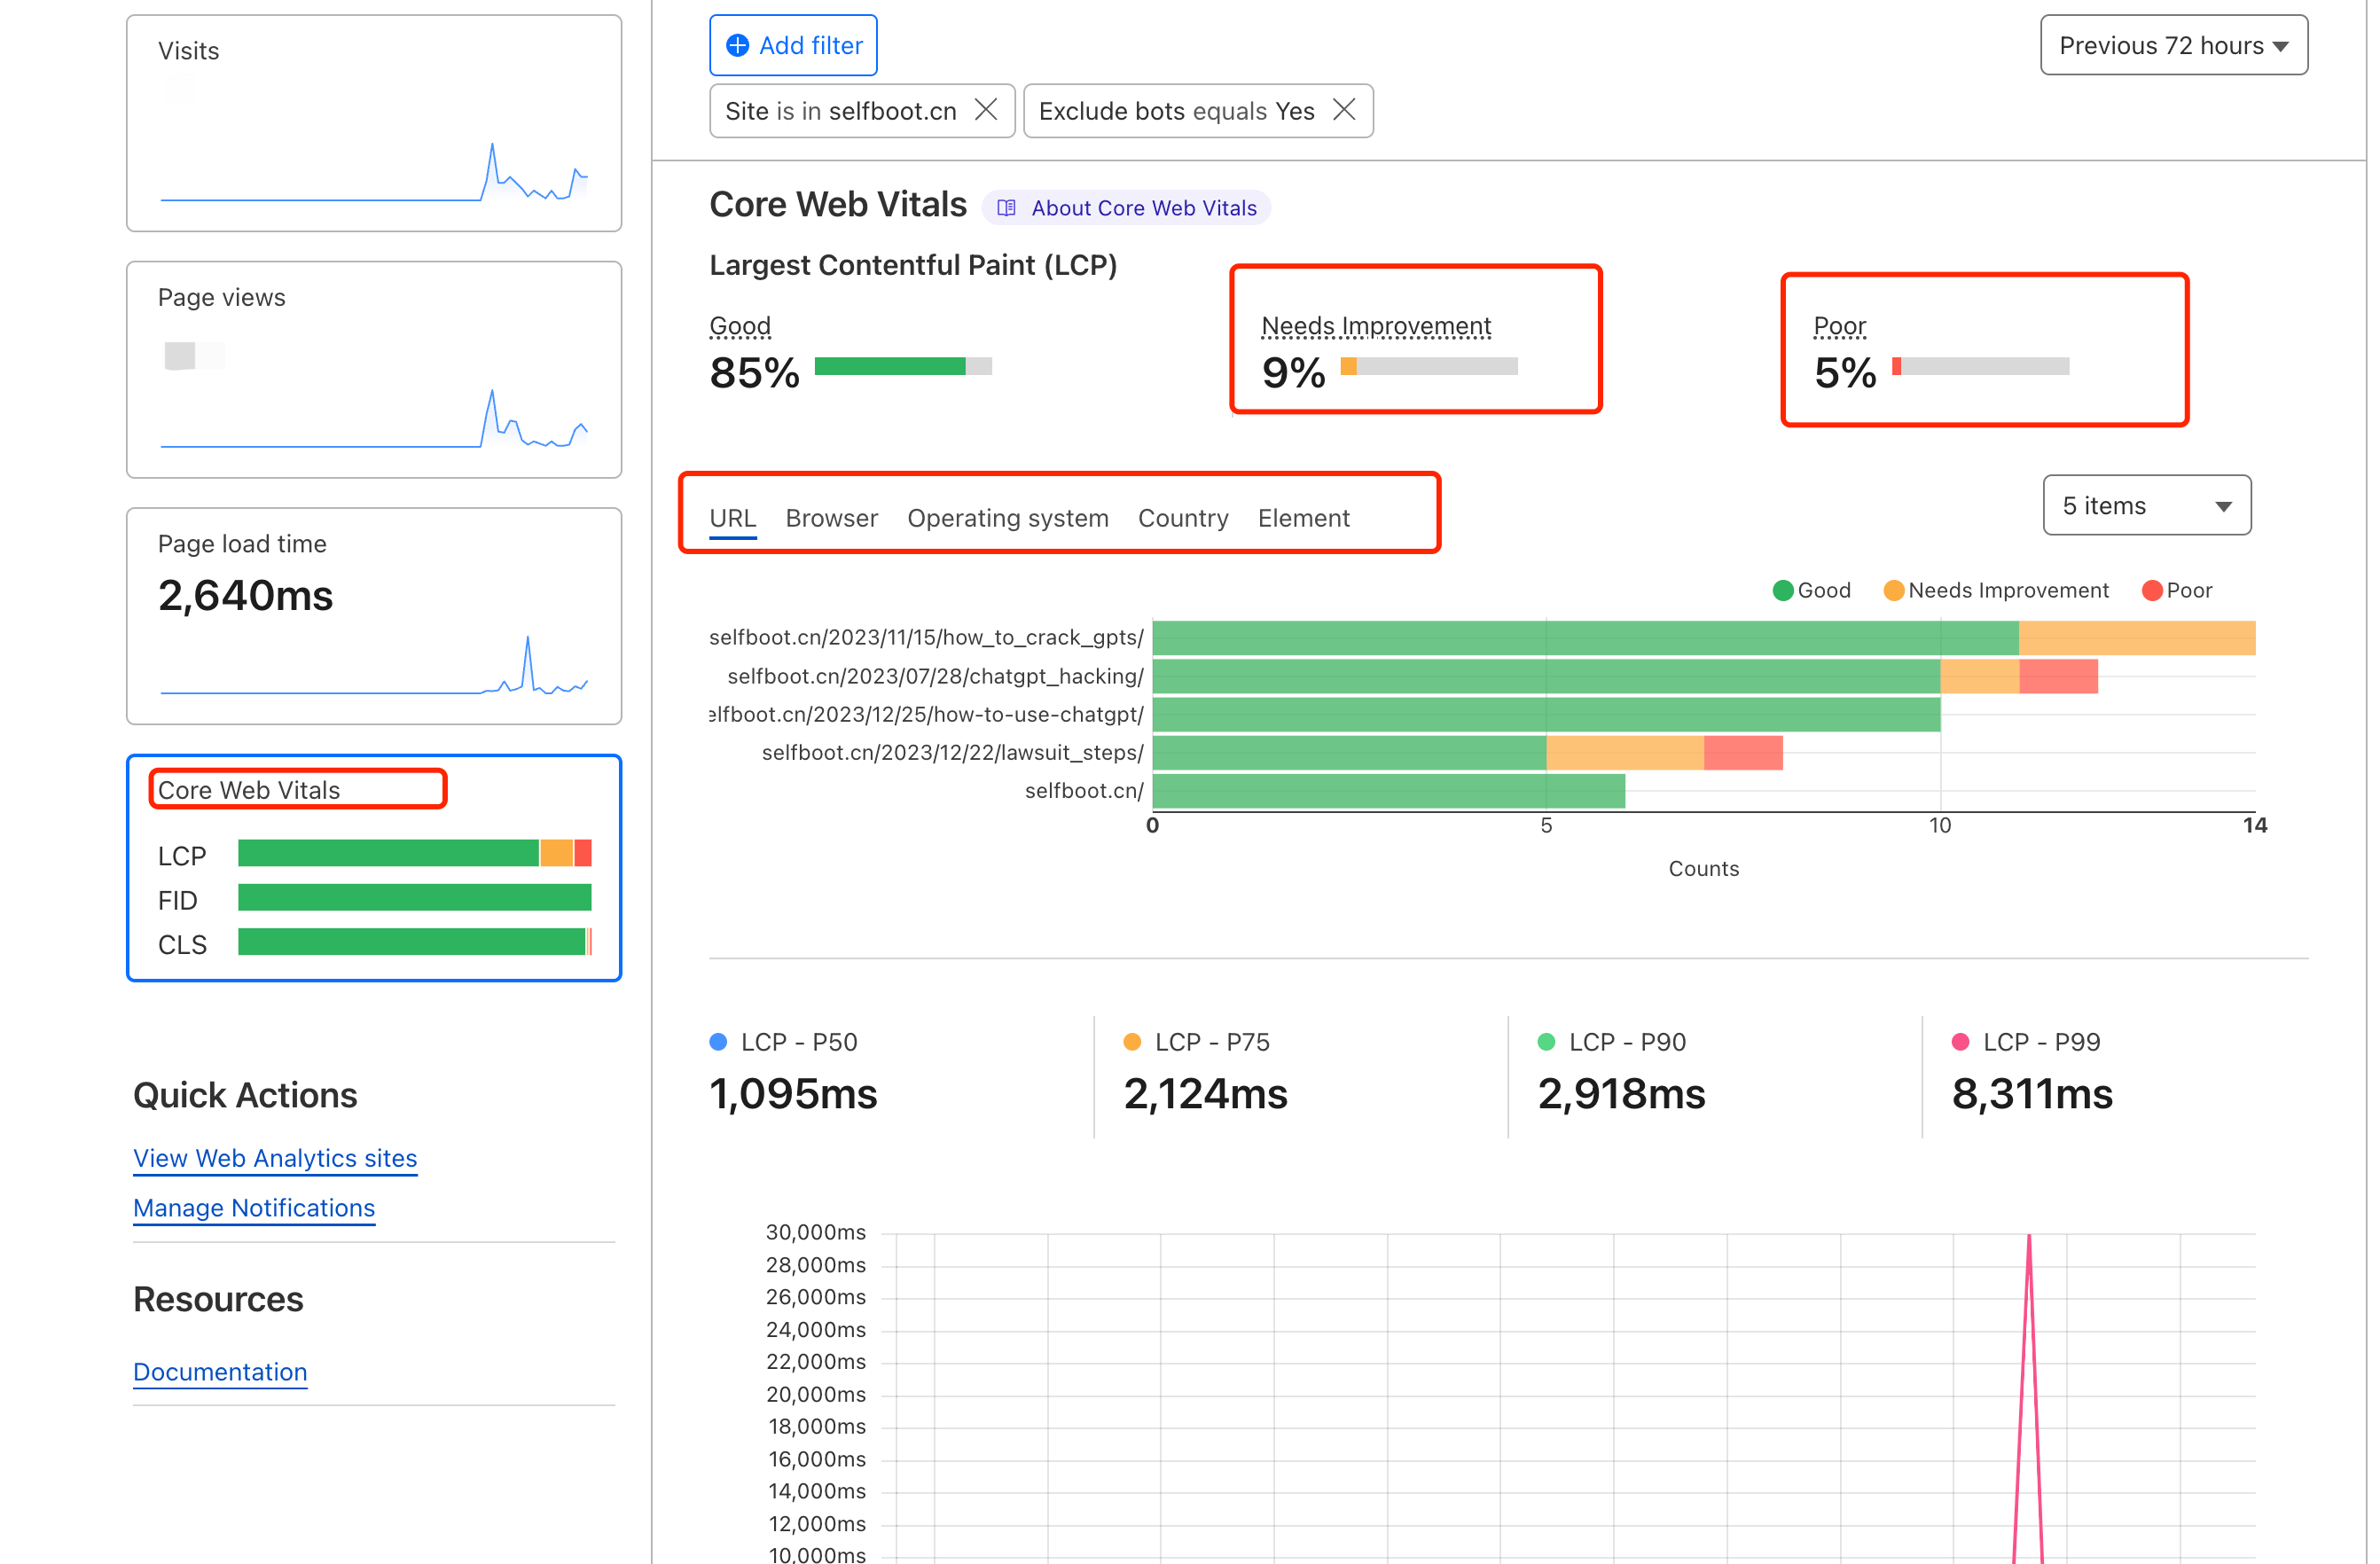 Visits
Page views
Page load time
2,640ms
Core Web Vitals
LCP
FID
CLS
Quick Actions
View Web Analytics sites
Manage Notifications
Resources
Documentation
Add filter
Previous 72 hours
Site is in selfboot.cn
Exclude bots equals Yes
Core Web Vitals
About Core Web Vitals
Largest Contentful Paint (LCP)
Good
85%
Needs Improvement
9%
Poor
5%
URL Browser Operating system Country Element
5 items
Good Needs Improvement Poor
selfboot.cn/2023/11/15/how_to_crack_gpts/
selfboot.cn/2023/07/28/chatgpt_hacking/
elfboot.cn/2023/12/25/how-to-use-chatgpt/
selfboot.cn/2023/12/22/lawsuit_steps/
selfboot.cn/
0 5 10 14
Counts
LCP - P50
1,095ms
LCP - P75
2,124ms
LCP - P90
2,918ms
LCP - P99
8,311ms
30,000ms
28,000ms
26,000ms
24,000ms
22,000ms
20,000ms
18,000ms
16,000ms
14,000ms
12,000ms
10,000ms